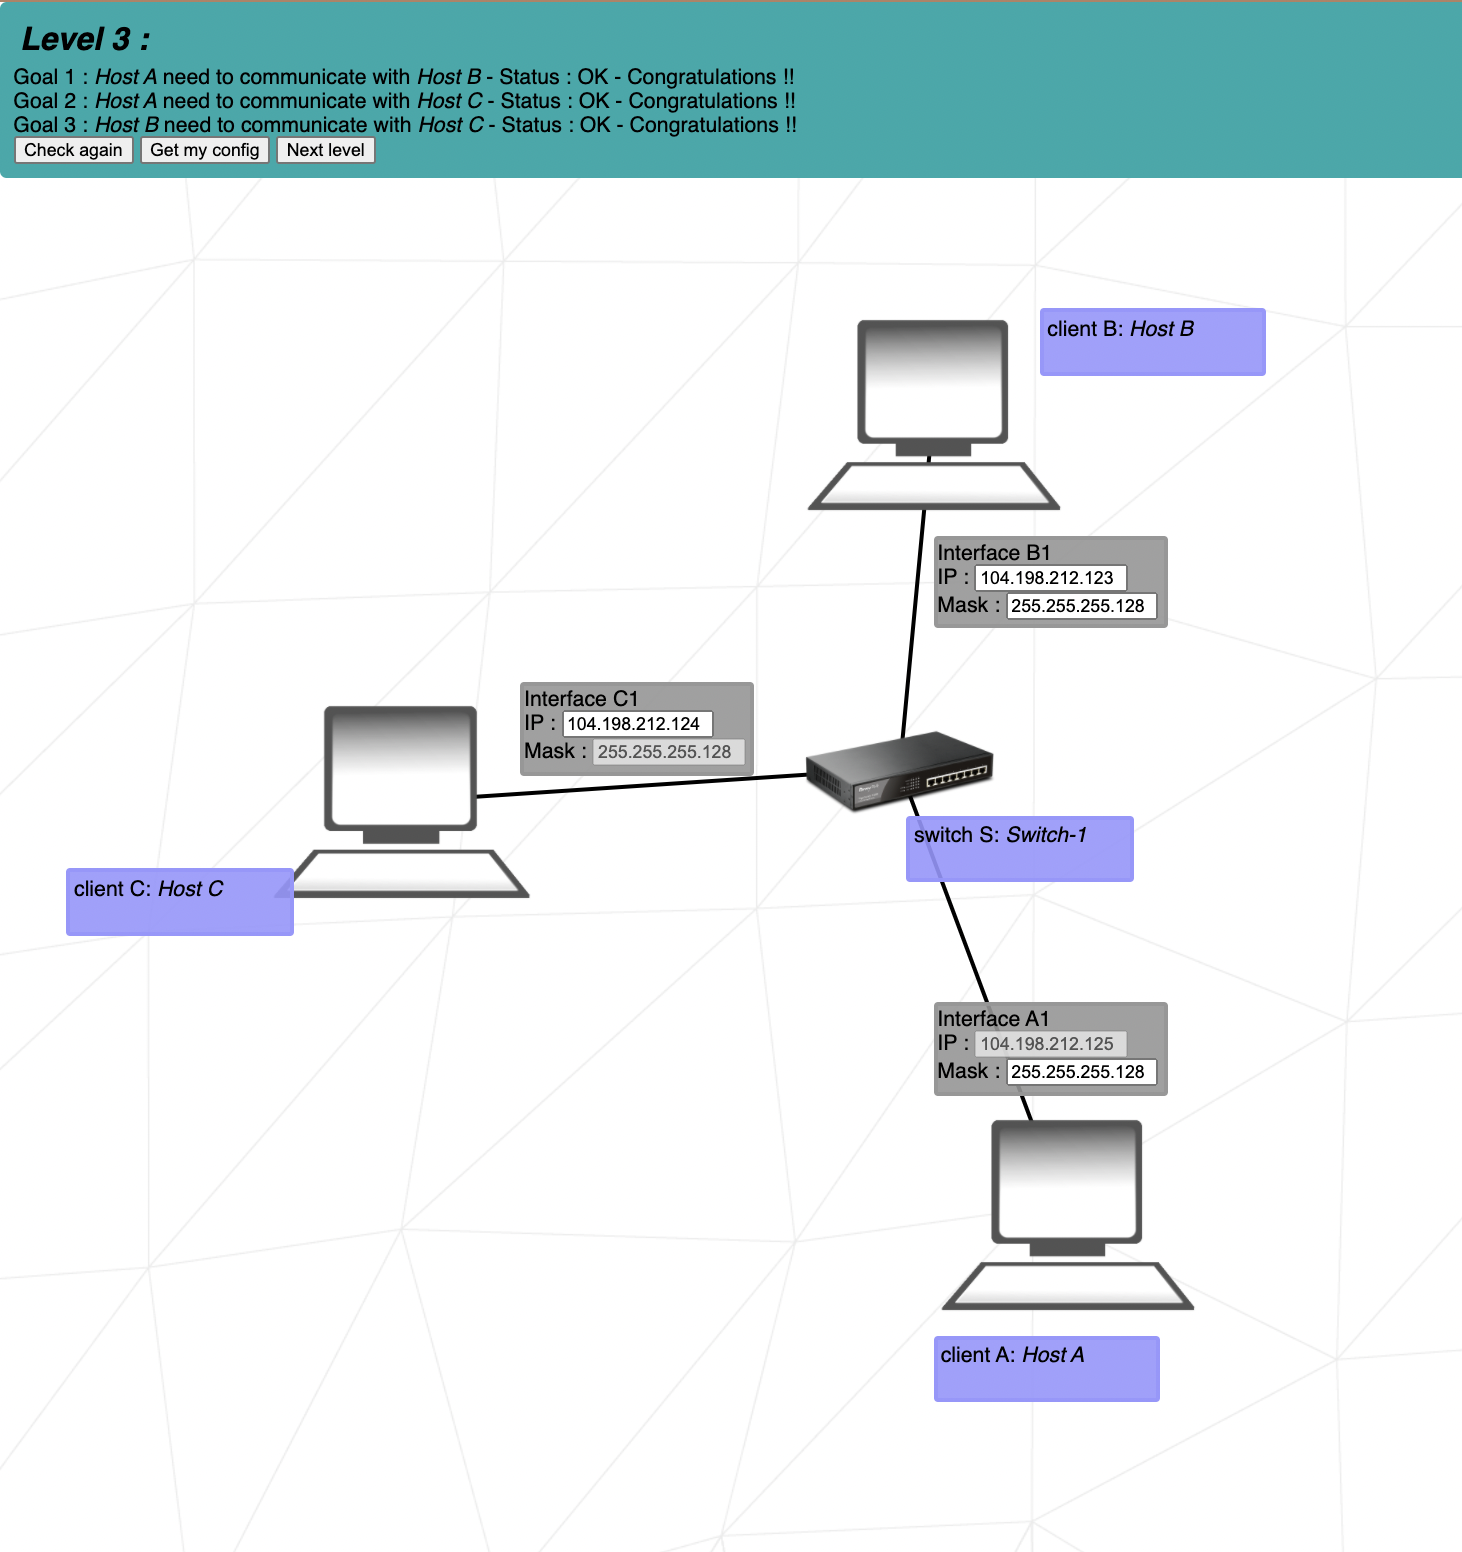 Level 3 :
Goal 1 : Host A need to communicate with Host B - Status : OK - Congratulations !!
Goal 2 : Host A need to communicate with Host C - Status : OK - Congratulations !!
Goal 3 : Host B need to communicate with Host C - Status : OK - Congratulations !!
Check again Get my config Next level
client B: Host B
Interface B1
IP : 104.198.212.123
Mask : 255.255.255.128
Interface C1
IP : 104.198.212.124
Mask : 255.255.255.128
switch S: Switch-1
client C: Host C
Interface A1
IP : 104.198.212.125
Mask : 255.255.255.128
client A: Host A